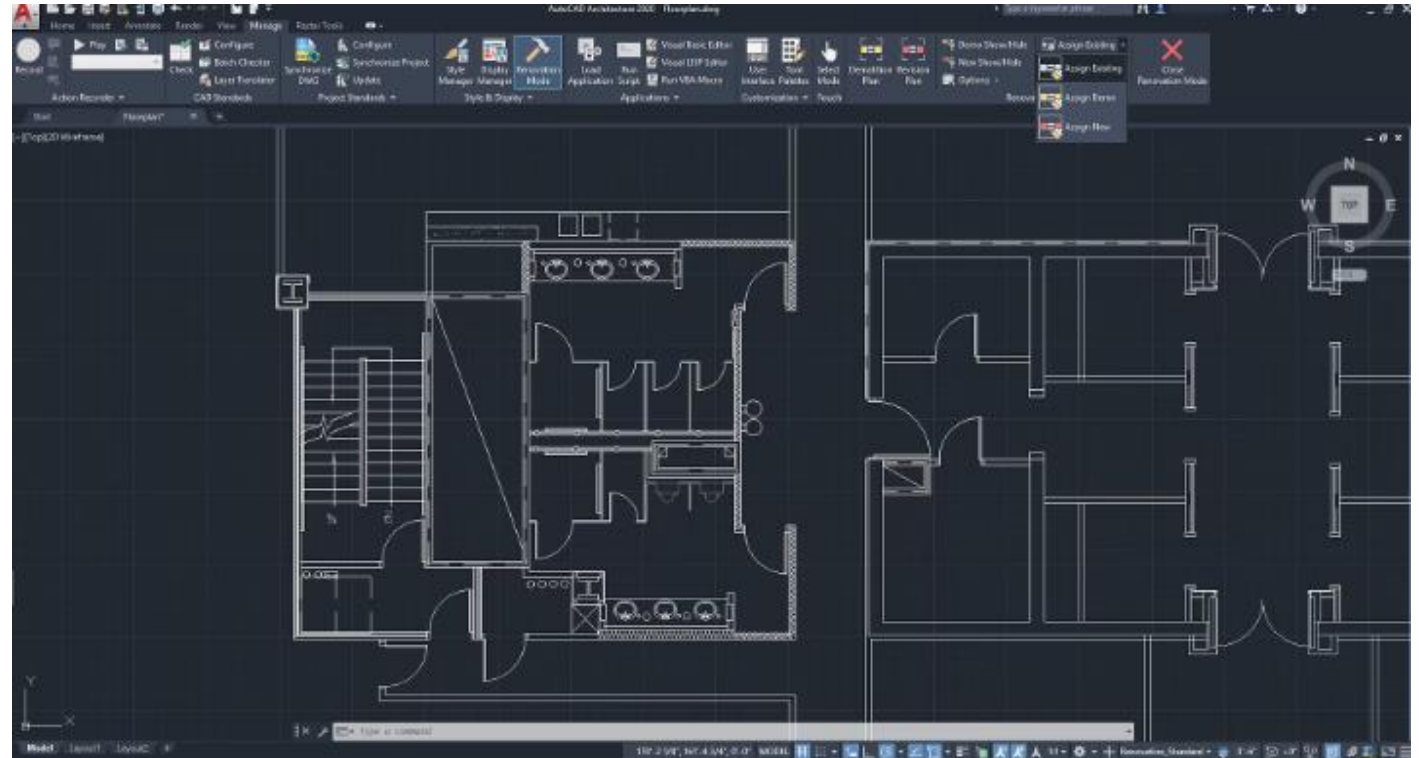 AutoCAD Architecture 2020 Floorplan.dwg
Home Insert Annotate Render View Manage
Record
Play
Configure
Batch Checker
Layer Translator
Check
Action Recorder
CAD Standards
Synchronize DWG
Configure
Synchronize Project
Update
Project Standards
Style Manager
Display Manager
Renovation Mode
Style & Display
Load Application
Run Script
Visual Basic Editor
Visual LISP Editor
Run VBA Macro
Applications
User Interface
Tool Palettes
Customization
Select Mode
Touch
Demolition Plan
Revision Plan
Demo Show/Hide
New Show/Hide
Options
Assign Existing
Assign Existing
Assign Demo
Assign New
Close Renovation Mode
Start
Floorplan*
[Top][2D Wireframe]
N
W TOP E
S
Y
X
Type a command
Model Layout1 Layout2 +
MODEL
Renovation_Standard